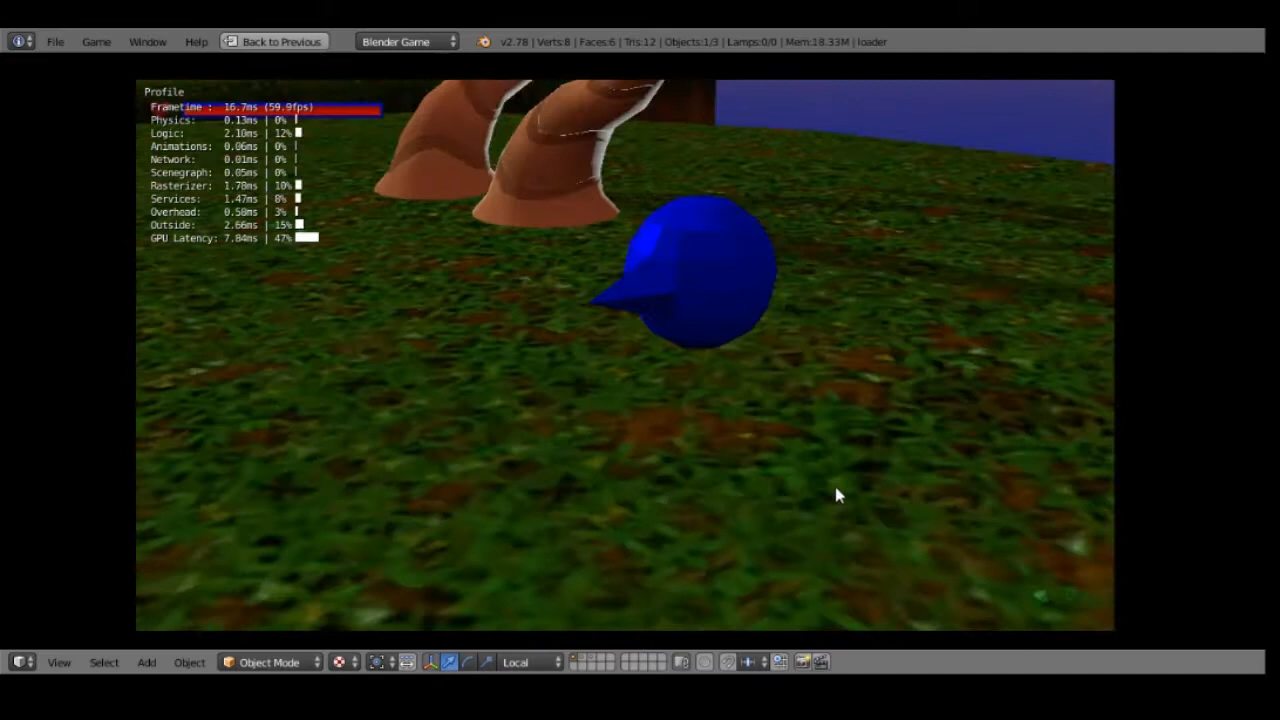 File Game Window Help Back to Previous Blender Game v2.78 | Verts:8 | Faces:6 | Tris:12 | Objects:1/3 | Lamps:0/0 | Mem:18.33M | loader
Profile
Frametime : 16.7ms (59.9fps)
Physics: 0.13ms | 0%
Logic: 2.10ms | 12%
Animations: 0.06ms | 0%
Network: 0.01ms | 0%
Scenegraph: 0.05ms | 0%
Rasterizer: 1.78ms | 10%
Services: 1.47ms | 8%
Overhead: 0.58ms | 3%
Outside: 2.66ms | 15%
GPU Latency: 7.84ms | 47%
View Select Add Object Object Mode Local